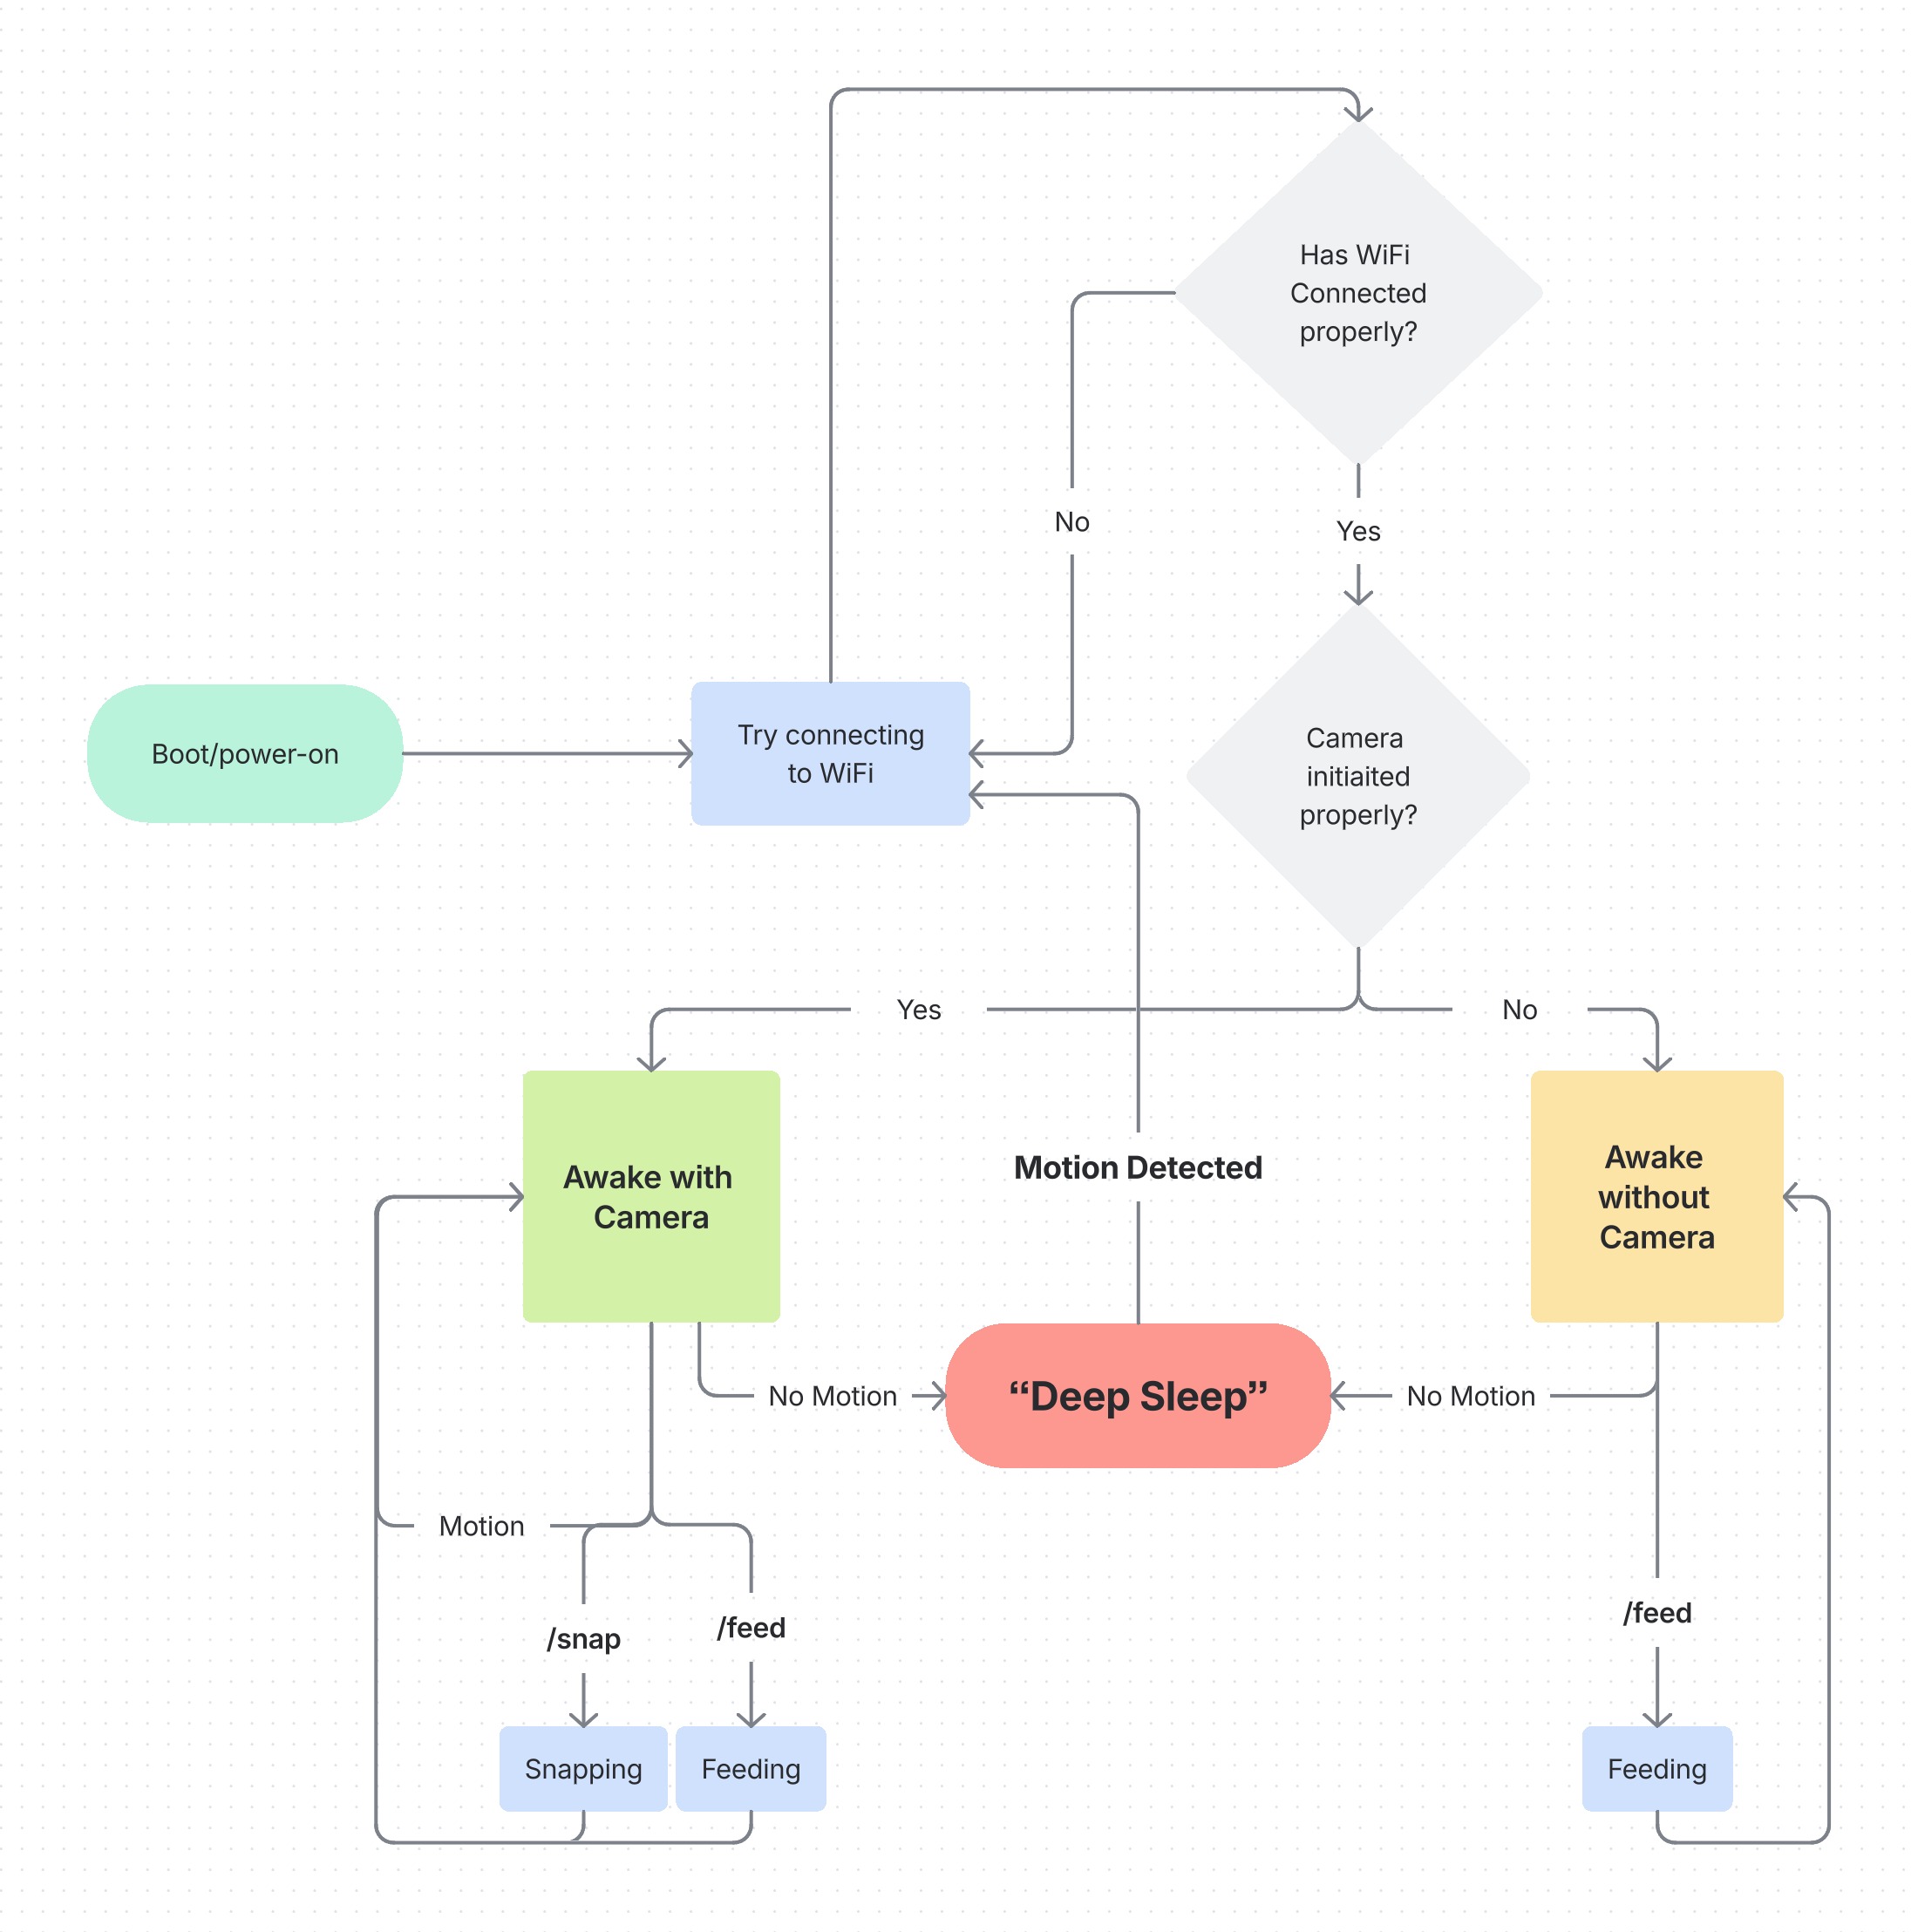 Has WiFi
Connected
properly?
No
Yes
Boot/power-on
Try connecting
to WiFi
Camera
initiaited
properly?
Yes
No
Awake with
Camera
Motion Detected
Awake
without
Camera
No Motion
“Deep Sleep”
No Motion
Motion
/snap
/feed
/feed
Snapping
Feeding
Feeding